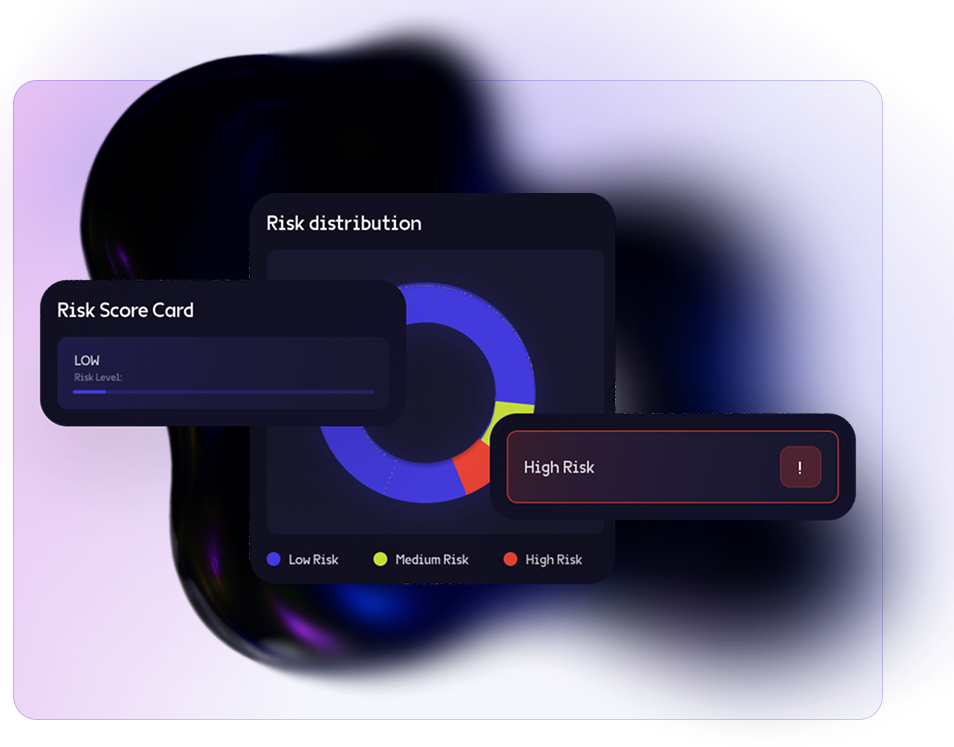 Risk distribution
Risk Score Card
LOW
Risk Level:
High Risk
!
Low Risk
Medium Risk
High Risk